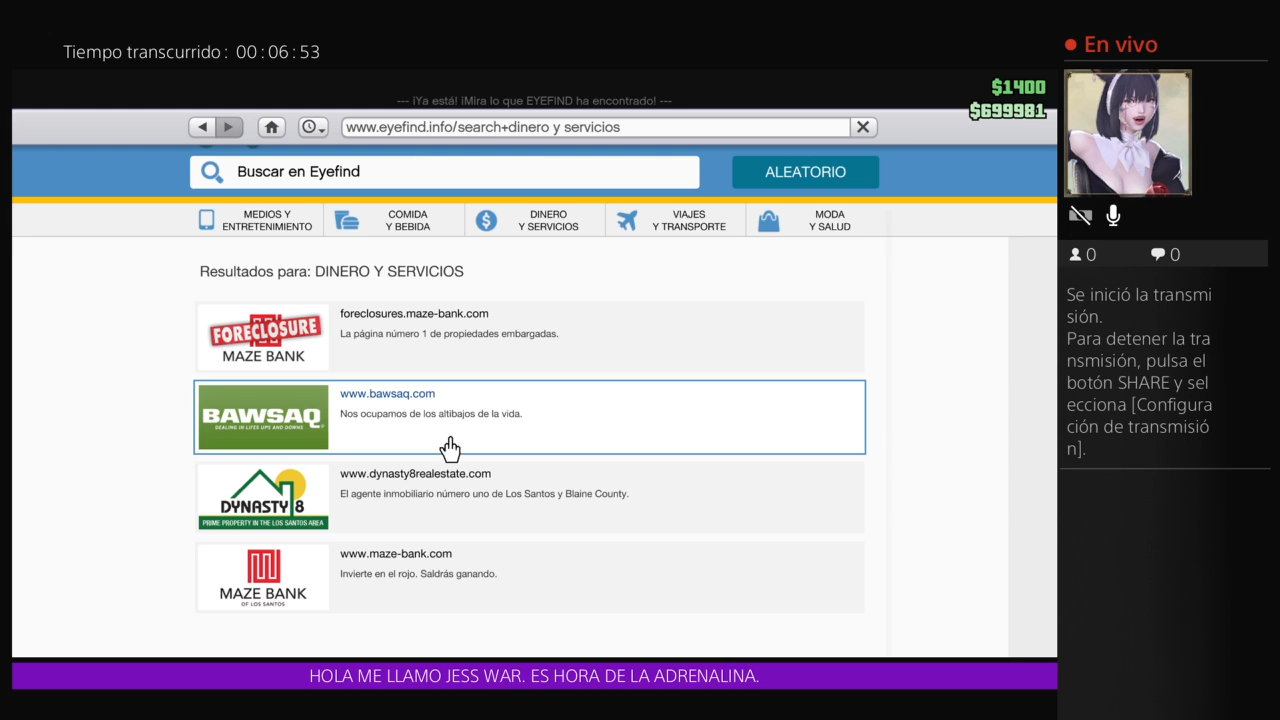 Tiempo transcurrido: 00:06:53
En vivo
--- ¡Ya está! ¡Mira lo que EYEFIND ha encontrado! ---
$1400
$699981
www.eyefind.info/search+dinero y servicios
Buscar en Eyefind
ALEATORIO
MEDIOS Y
ENTRETENIMIENTO
COMIDA
Y BEBIDA
DINERO
Y SERVICIOS
VIAJES
Y TRANSPORTE
MODA
Y SALUD
Resultados para: DINERO Y SERVICIOS
FORECLOSURE
MAZE BANK
foreclosures.maze-bank.com
La página número 1 de propiedades embargadas.
BAWSAQ
DEALING IN LIFES UPS AND DOWNS
www.bawsaq.com
Nos ocupamos de los altibajos de la vida.
DYNASTY 8
PRIME PROPERTY IN THE LOS SANTOS AREA
www.dynasty8realestate.com
El agente inmobiliario número uno de Los Santos y Blaine County.
MAZE BANK
OF LOS SANTOS
www.maze-bank.com
Invierte en el rojo. Saldrás ganando.
HOLA ME LLAMO JESS WAR. ES HORA DE LA ADRENALINA.
0
0
Se inició la transmi
sión.
Para detener la tra
nsmisión, pulsa el
botón SHARE y sel
ecciona [Configura
ción de transmisió
n].